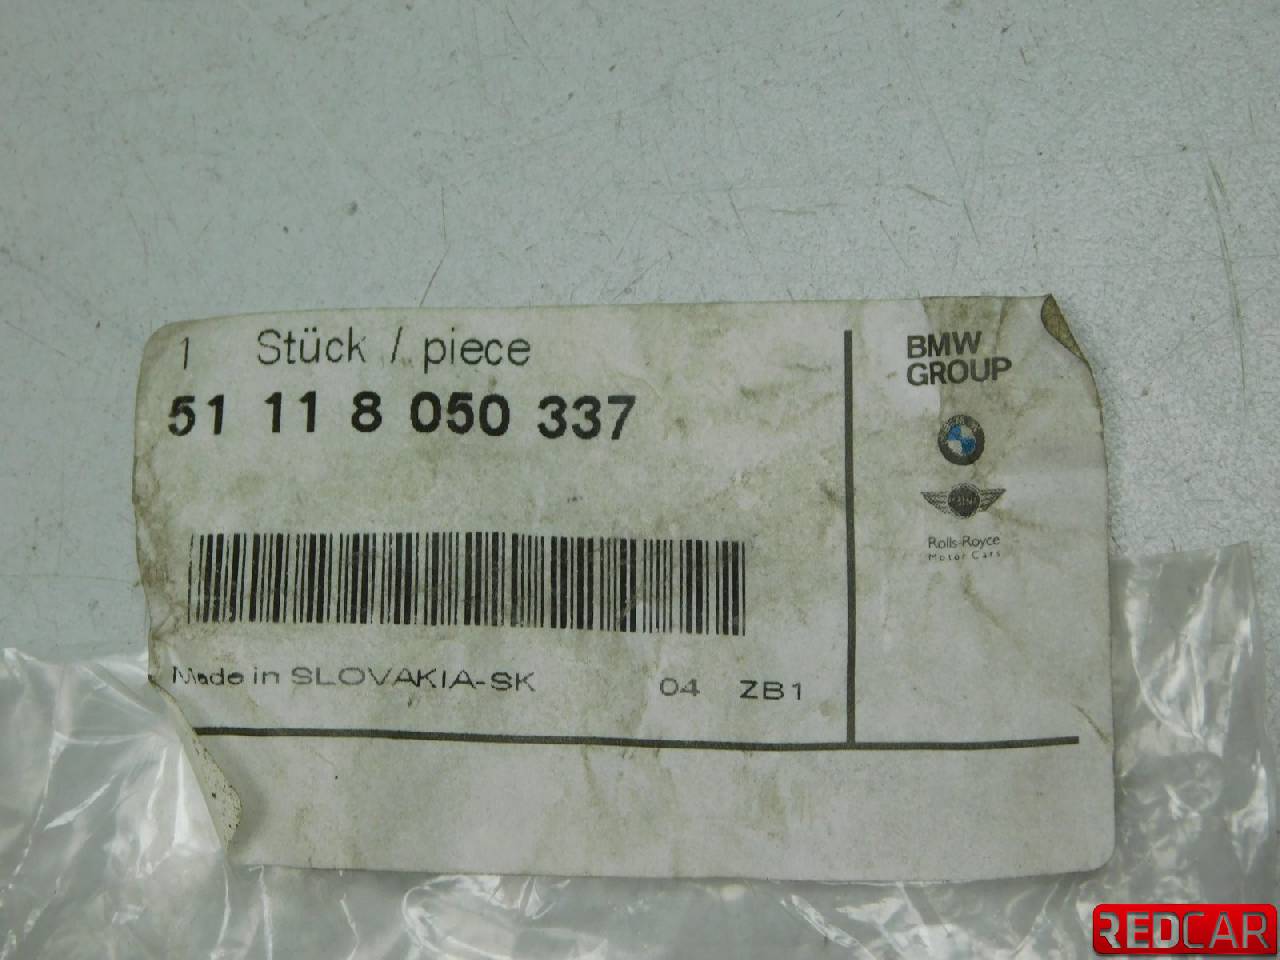 1 Stück / piece
51 11 8 050 337
Made in SLOVAKIA-SK 04 ZB1
BMW
GROUP
Rolls-Royce
Motor Cars
REDCAR